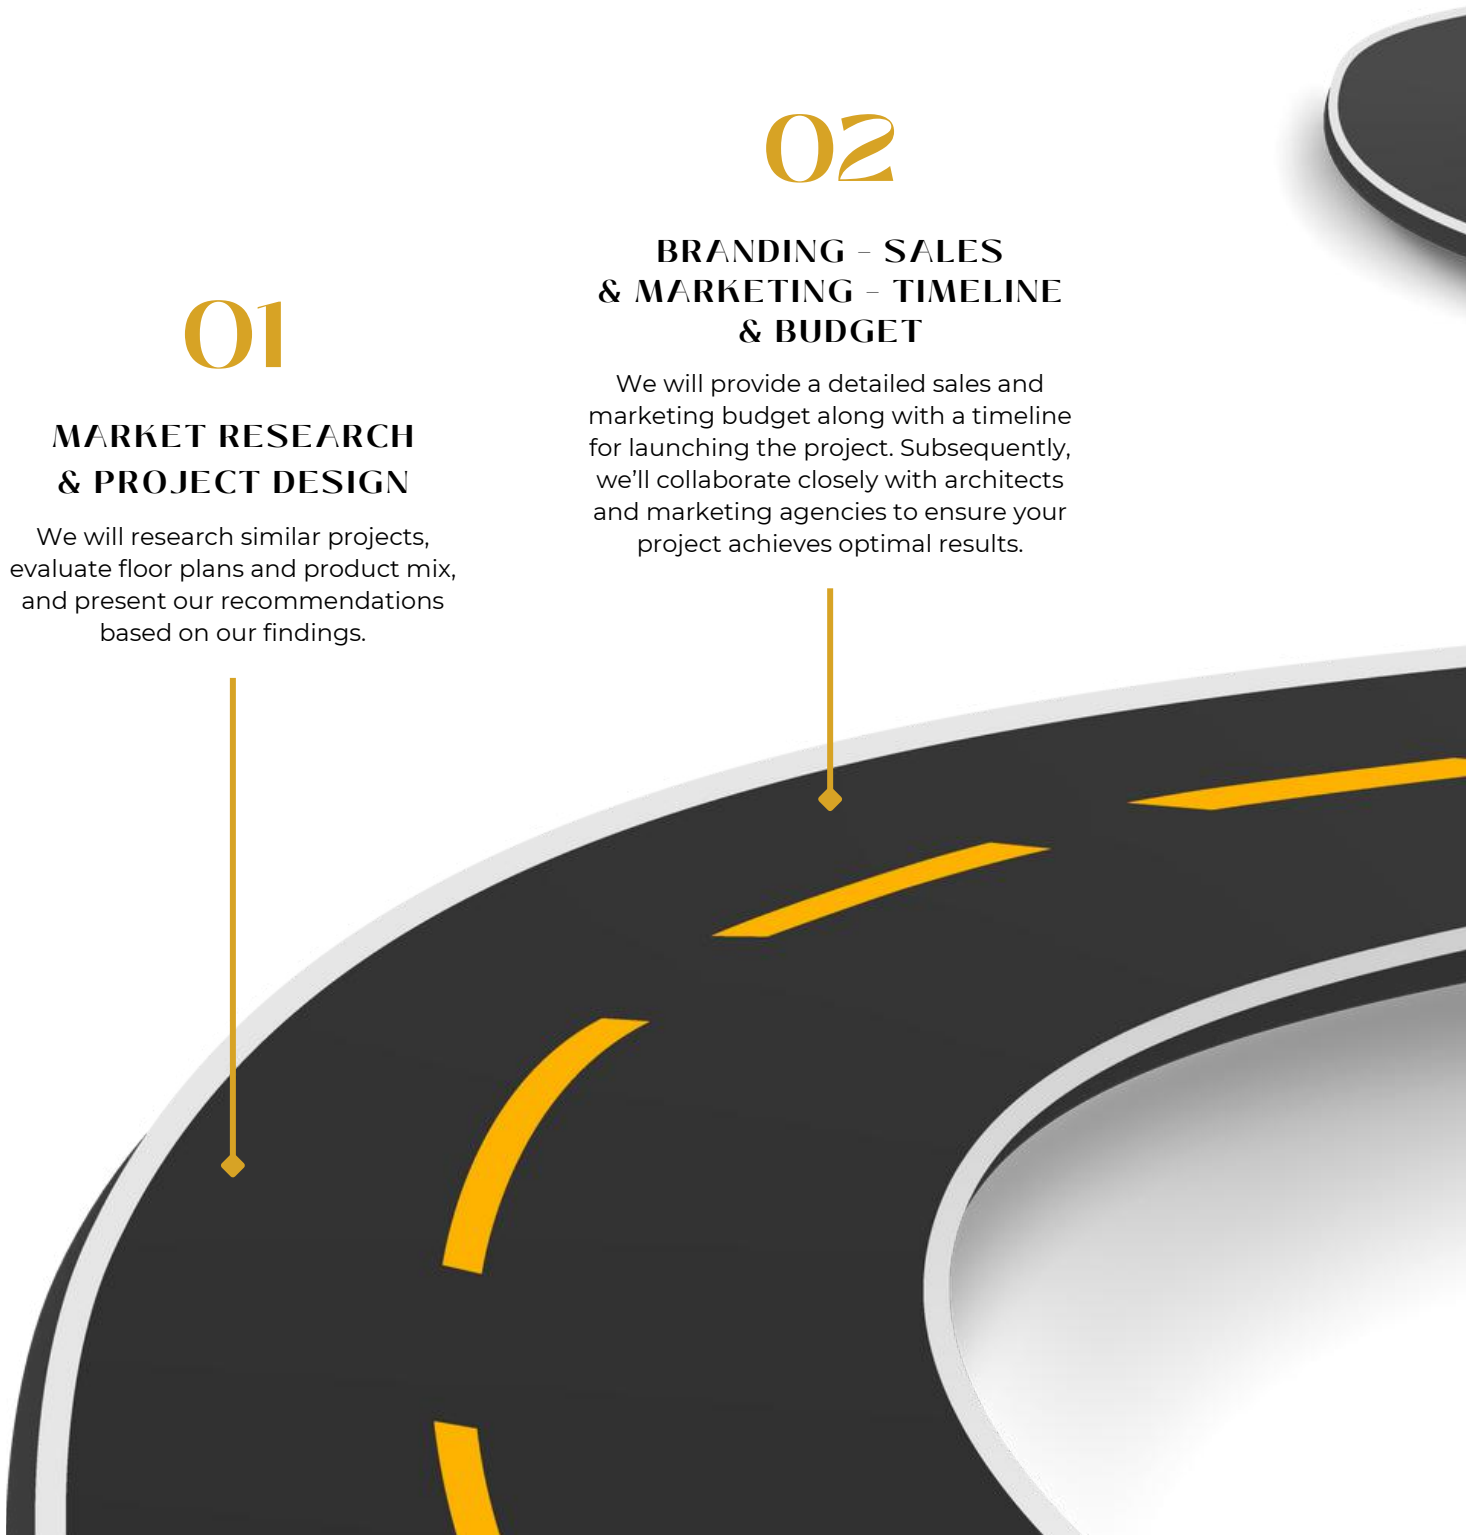 01
MARKET RESEARCH
& PROJECT DESIGN
We will research similar projects,
evaluate floor plans and product mix,
and present our recommendations
based on our findings.
02
BRANDING - SALES
& MARKETING - TIMELINE
& BUDGET
We will provide a detailed sales and
marketing budget along with a timeline
for launching the project. Subsequently,
we’ll collaborate closely with architects
and marketing agencies to ensure your
project achieves optimal results.